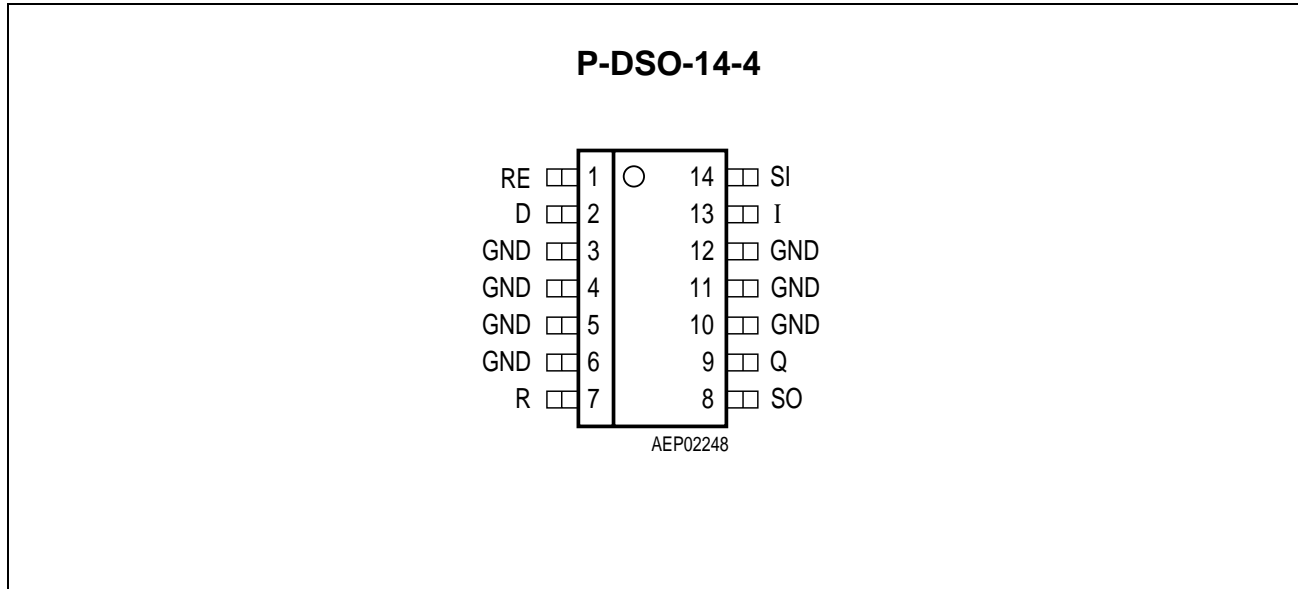 P-DSO-14-4
RE 1 14 SI
D 2 13 I
GND 3 12 GND
GND 4 11 GND
GND 5 10 GND
GND 6 9 Q
R 7 8 SO
AEP02248